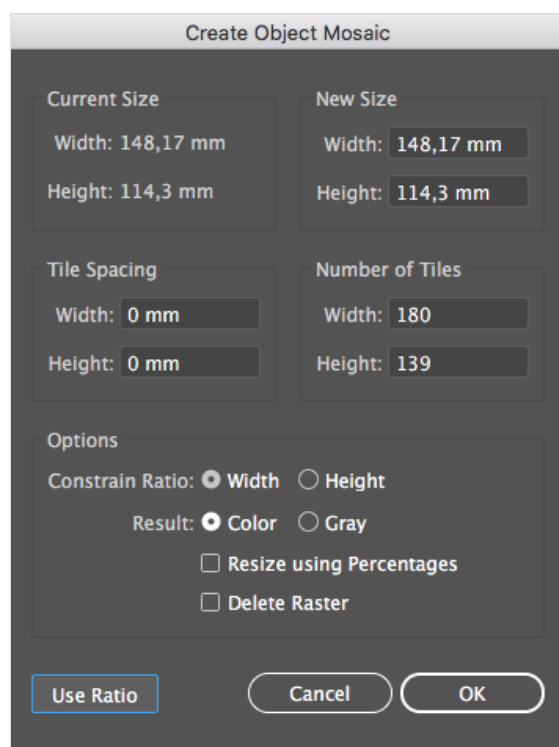 Create Object Mosaic
Current Size
Width: 148,17 mm
Height: 114,3 mm
New Size
Width: 148,17 mm
Height: 114,3 mm
Tile Spacing
Width: 0 mm
Height: 0 mm
Number of Tiles
Width: 180
Height: 139
Options
Constrain Ratio: Width Height
Result: Color Gray
Resize using Percentages
Delete Raster
Use Ratio Cancel OK